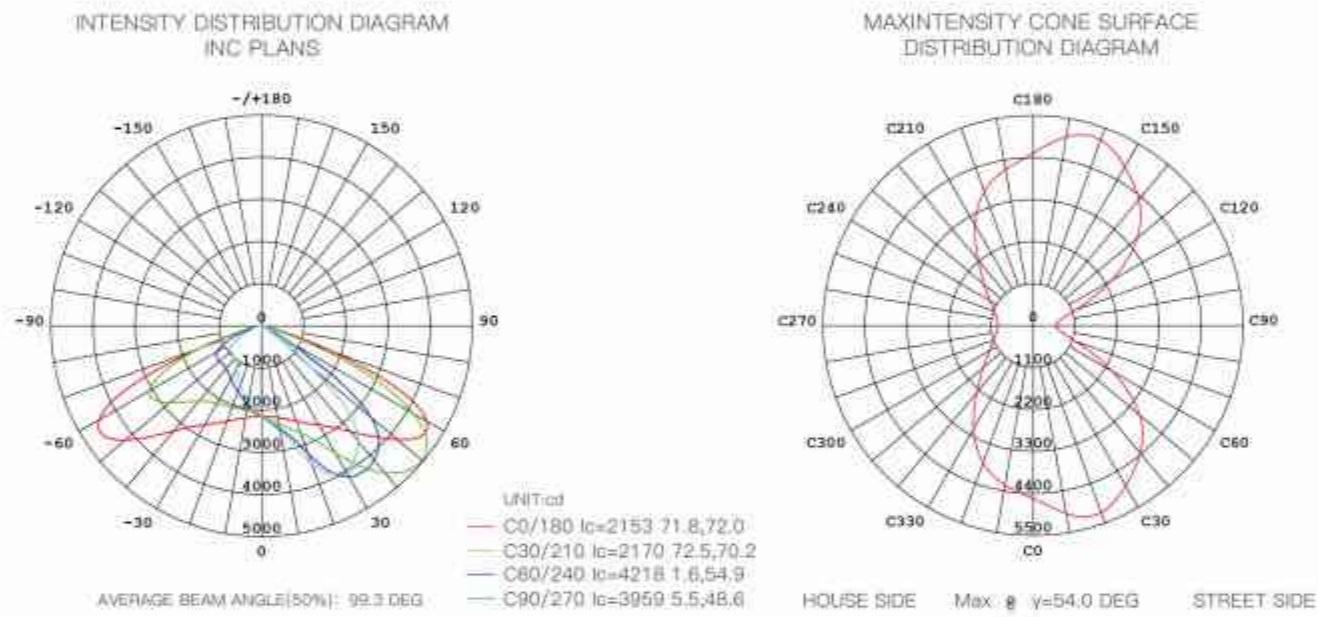 INTENSITY DISTRIBUTION DIAGRAM
INC PLANS
-/+180
-150
150
-120
120
-90
90
-60
60
-30
30
0
0
1000
2000
3000
4000
5000
UNIT:cd
C0/180 Ic=2153 71.8,72.0
C30/210 Ic=2170 72.5,70.2
C60/240 Ic=4218 1.6,54.9
C90/270 Ic=3959 5.5,48.6
AVERAGE BEAM ANGLE(50%): 99.3 DEG
MAXINTENSITY CONE SURFACE
DISTRIBUTION DIAGRAM
C180
C210
C150
C240
C120
C270
C90
C300
C60
C330
C30
C0
0
1100
2200
3300
4400
5500
HOUSE SIDE
Max @ γ=54.0 DEG
STREET SIDE